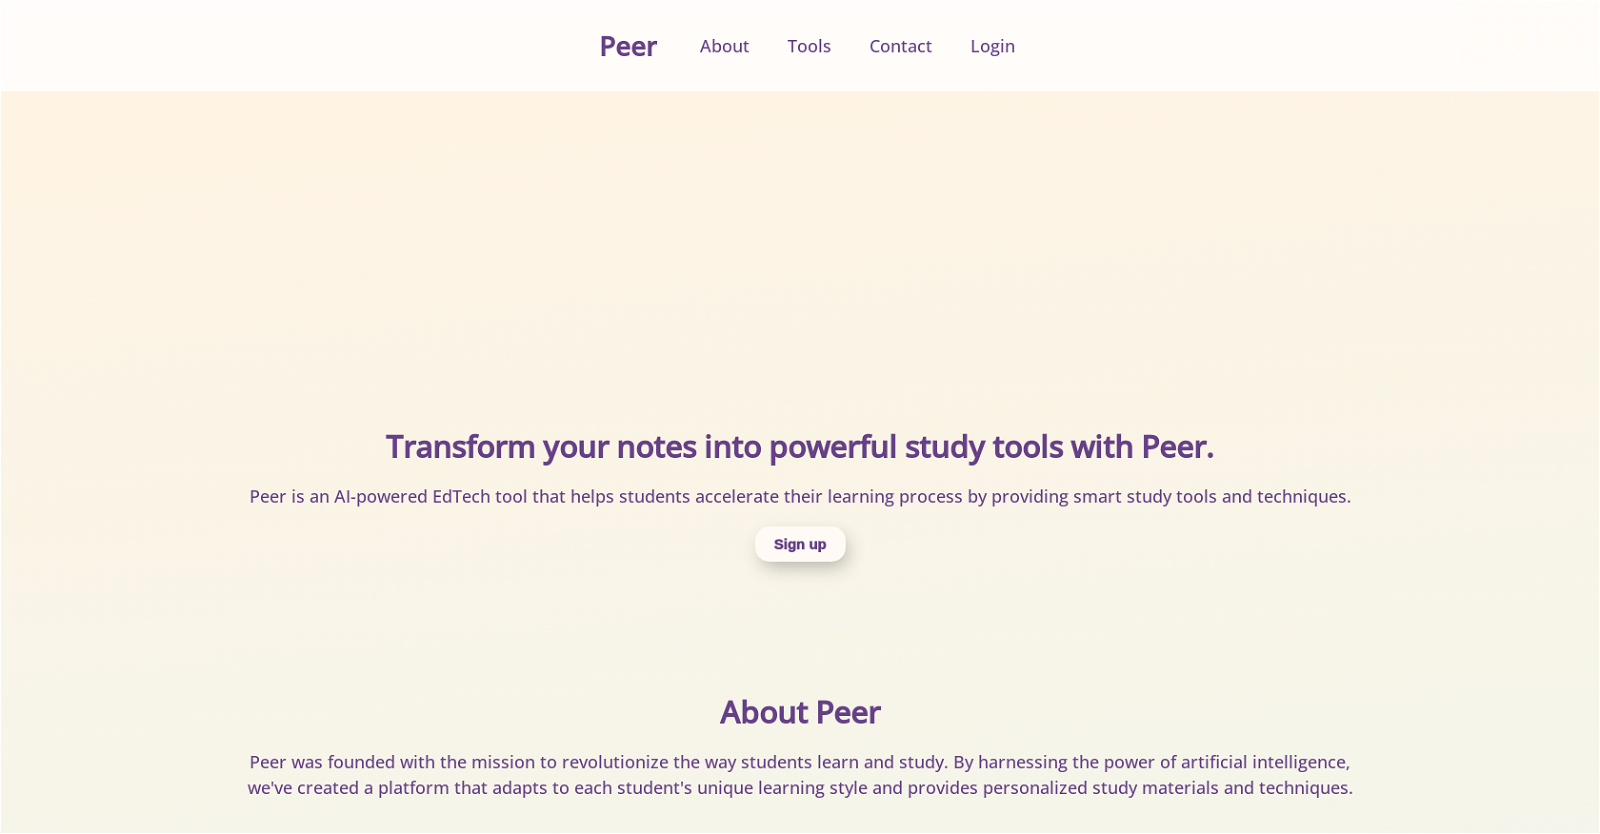 Peer About Tools Contact Login
Transform your notes into powerful study tools with Peer.
Peer is an AI-powered EdTech tool that helps students accelerate their learning process by providing smart study tools and techniques.
Sign up
About Peer
Peer was founded with the mission to revolutionize the way students learn and study. By harnessing the power of artificial intelligence,
we've created a platform that adapts to each student's unique learning style and provides personalized study materials and techniques.